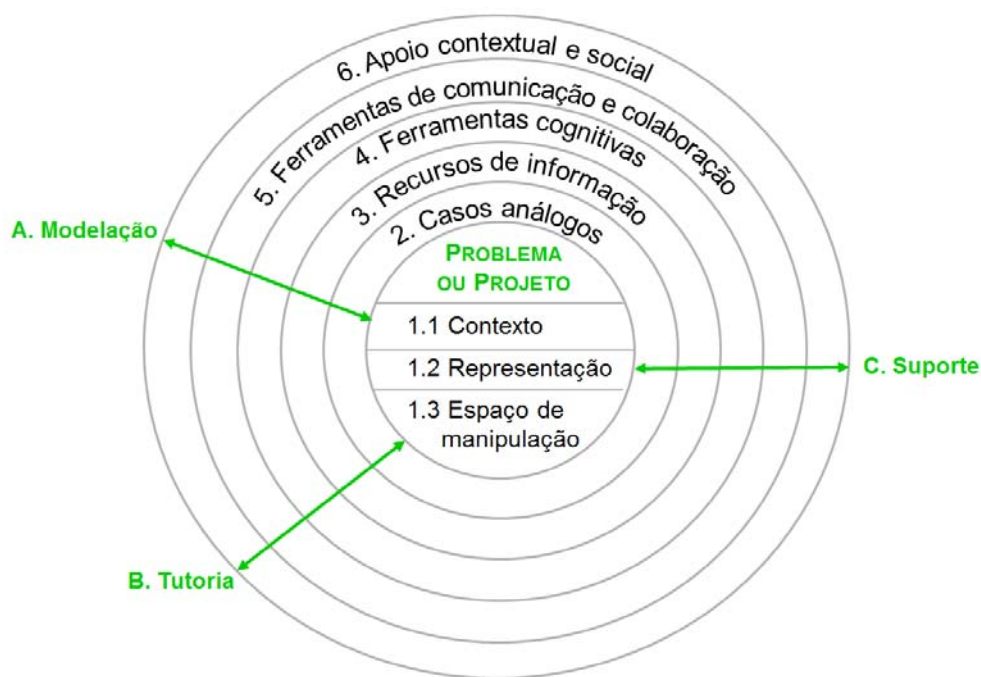 6. Apoio contextual e social
5. Ferramentas de comunicação e colaboração
4. Ferramentas cognitivas
3. Recursos de informação
2. Casos análogos
PROBLEMA
OU PROJETO
1.1 Contexto
1.2 Representação
1.3 Espaço de
manipulação
A. Modelação
B. Tutoria
C. Suporte